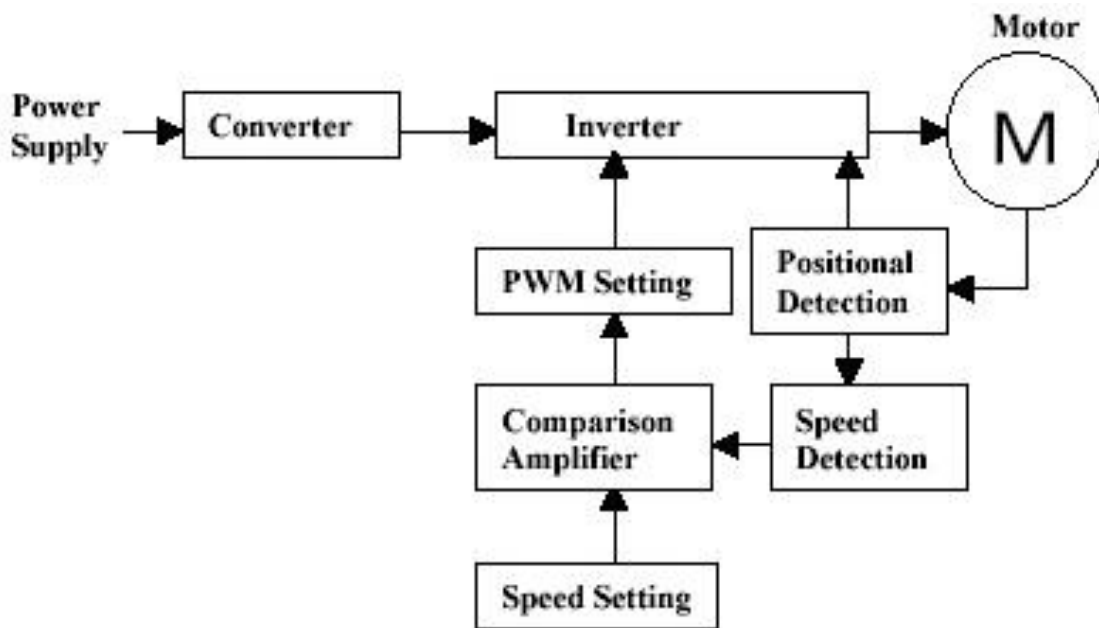 Motor
Power
Supply
Converter
Inverter
M
PWM Setting
Positional
Detection
Comparison
Amplifier
Speed
Detection
Speed Setting